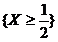 {X ≥ 1/2}